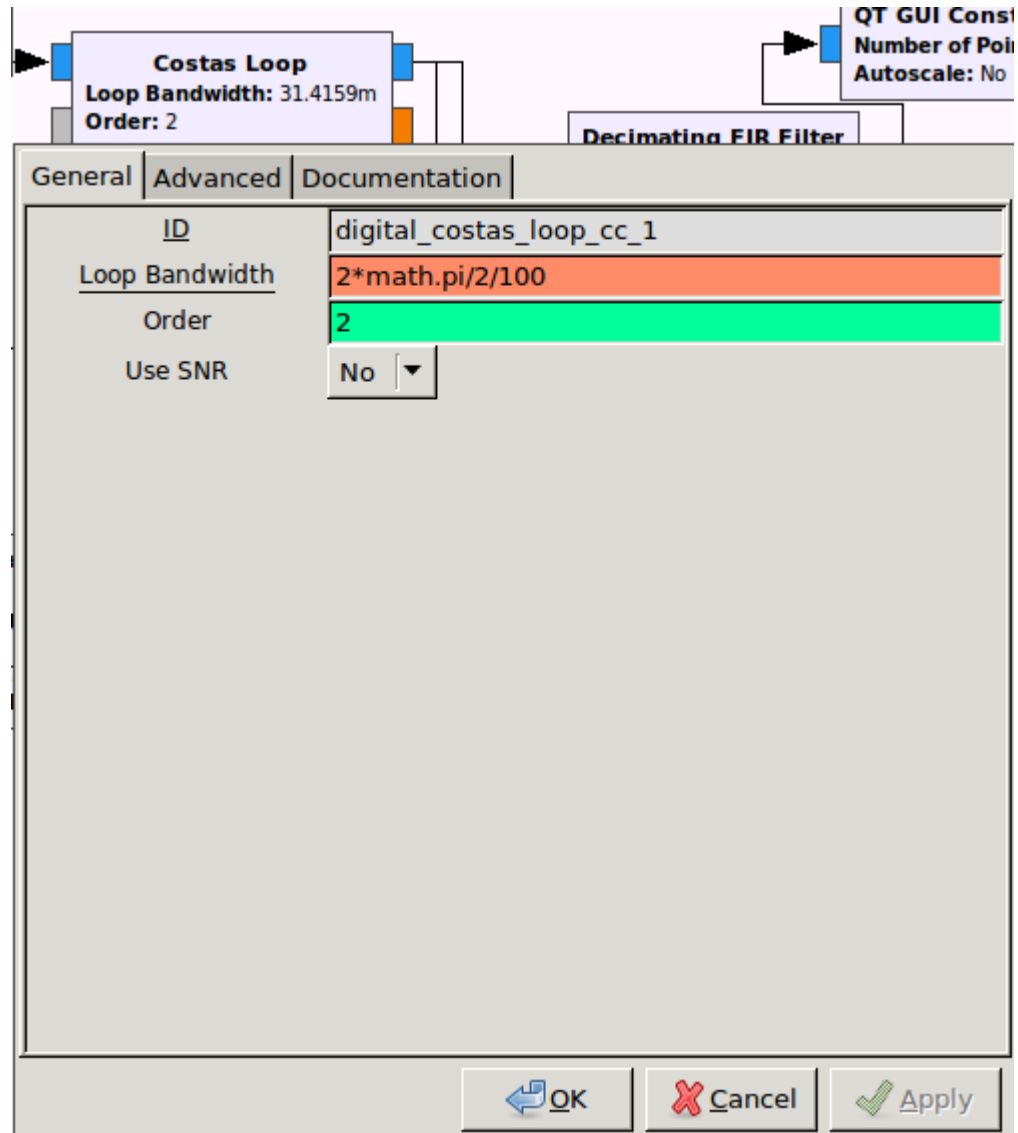 QT GUI Const
Number of Poi
Autoscale: No
Costas Loop
Loop Bandwidth: 31.4159m
Order: 2
Decimating FIR Filter
General Advanced Documentation
ID digital_costas_loop_cc_1
Loop Bandwidth 2*math.pi/2/100
Order 2
Use SNR No
OK Cancel Apply